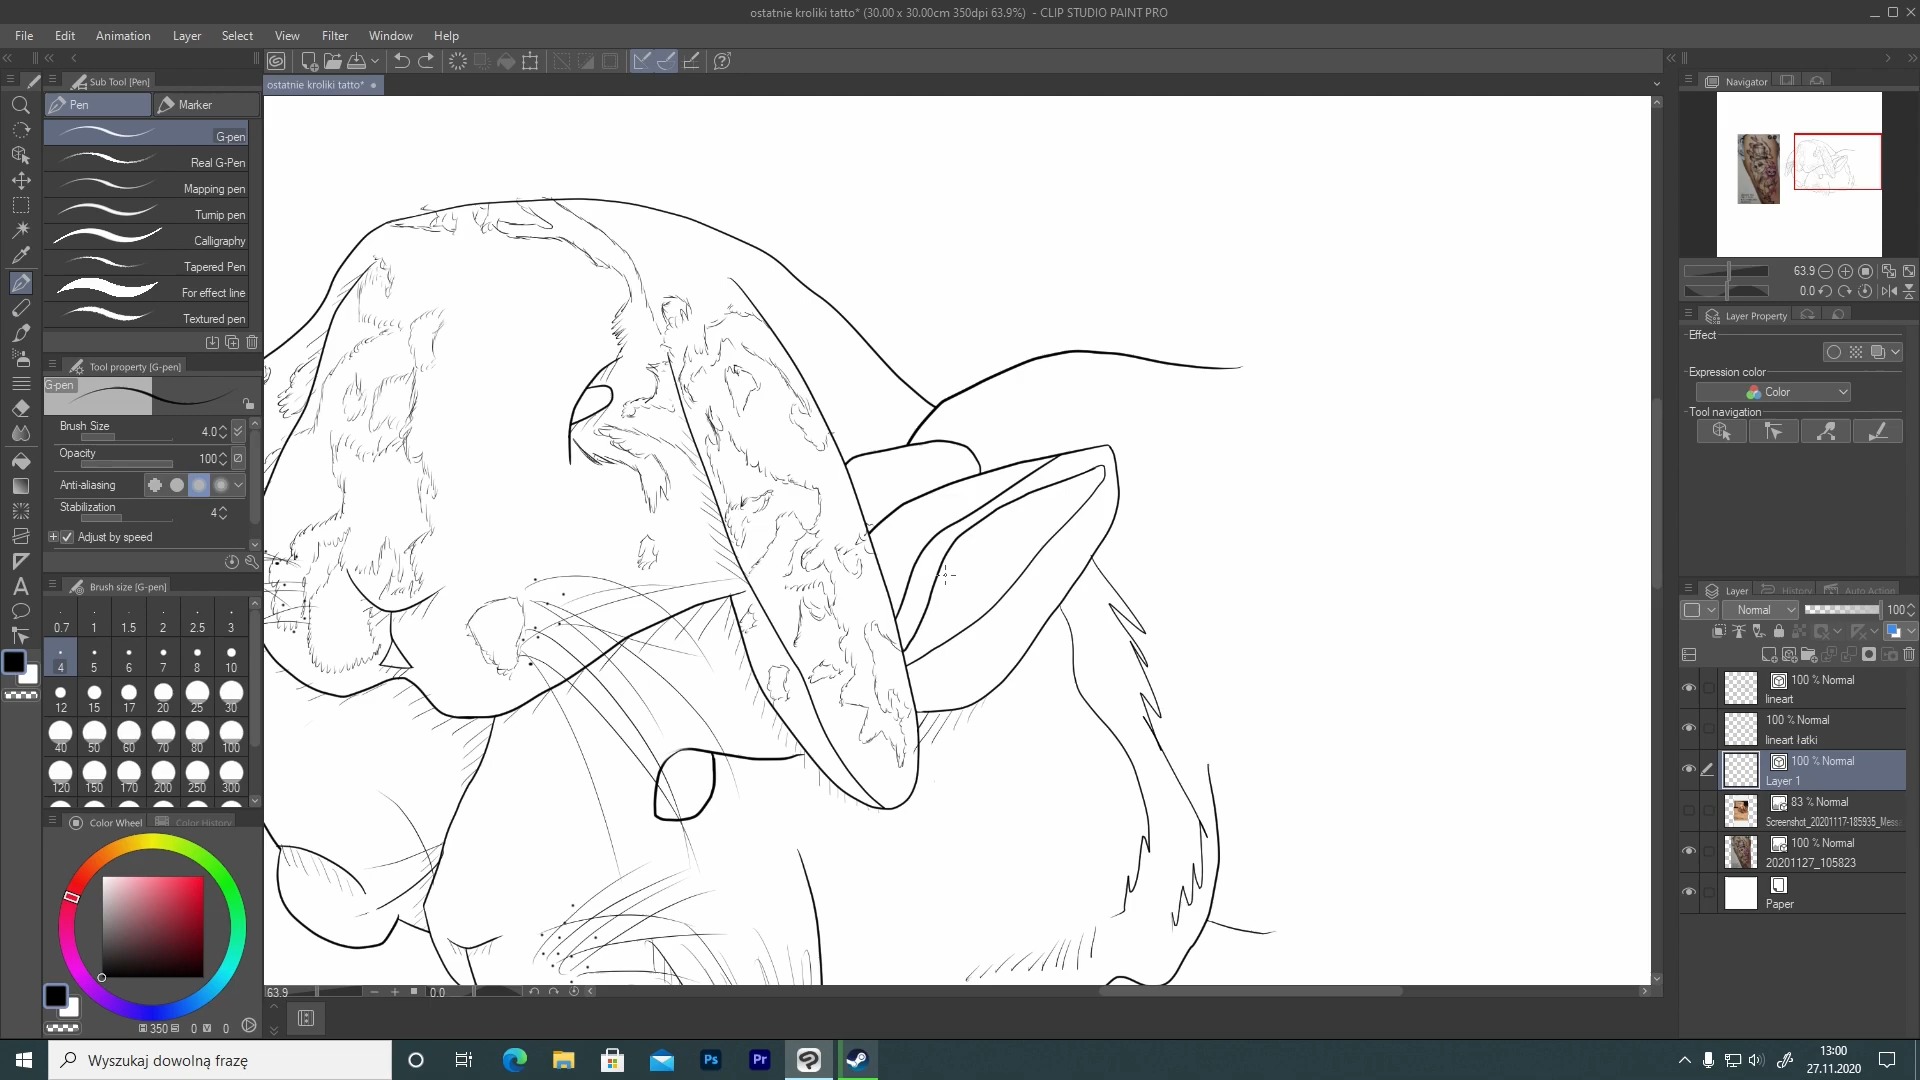 ostatnie kroliki tatto* (30.00 x 30.00cm 350dpi 63.9%) - CLIP STUDIO PAINT PRO
File Edit Animation Layer Select View Filter Window Help
Sub Tool [Pen]
ostatnie kroliki tatto*
Pen Marker
G-pen
Real G-Pen
Mapping pen
Turnip pen
Calligraphy
Tapered Pen
For effect line
Textured pen
Tool property [G-pen]
G-pen
Brush Size 4.0
Opacity 100
Anti-aliasing
Stabilization 4
Adjust by speed
Brush size [G-pen]
0.7 1 1.5 2 2.5 3
4 5 6 7 8 10
12 15 17 20 25 30
40 50 60 70 80 100
120 150 170 200 250 300
Color Wheel Color History
H 350 S 0 V 0
63.9 0.0
Navigator
63.9
0.0
Layer Property
Effect
Expression color
Color
Tool navigation
Layer History Auto Action
Normal 100
100 % Normal
lineart
100 % Normal
lineart łatki
100 % Normal
Layer 1
83 % Normal
Screenshot_20201117-185935_Mess
100 % Normal
20201127_105823
Paper
Wyszukaj dowolną frazę
Ps
Pr
13:00
27.11.2020